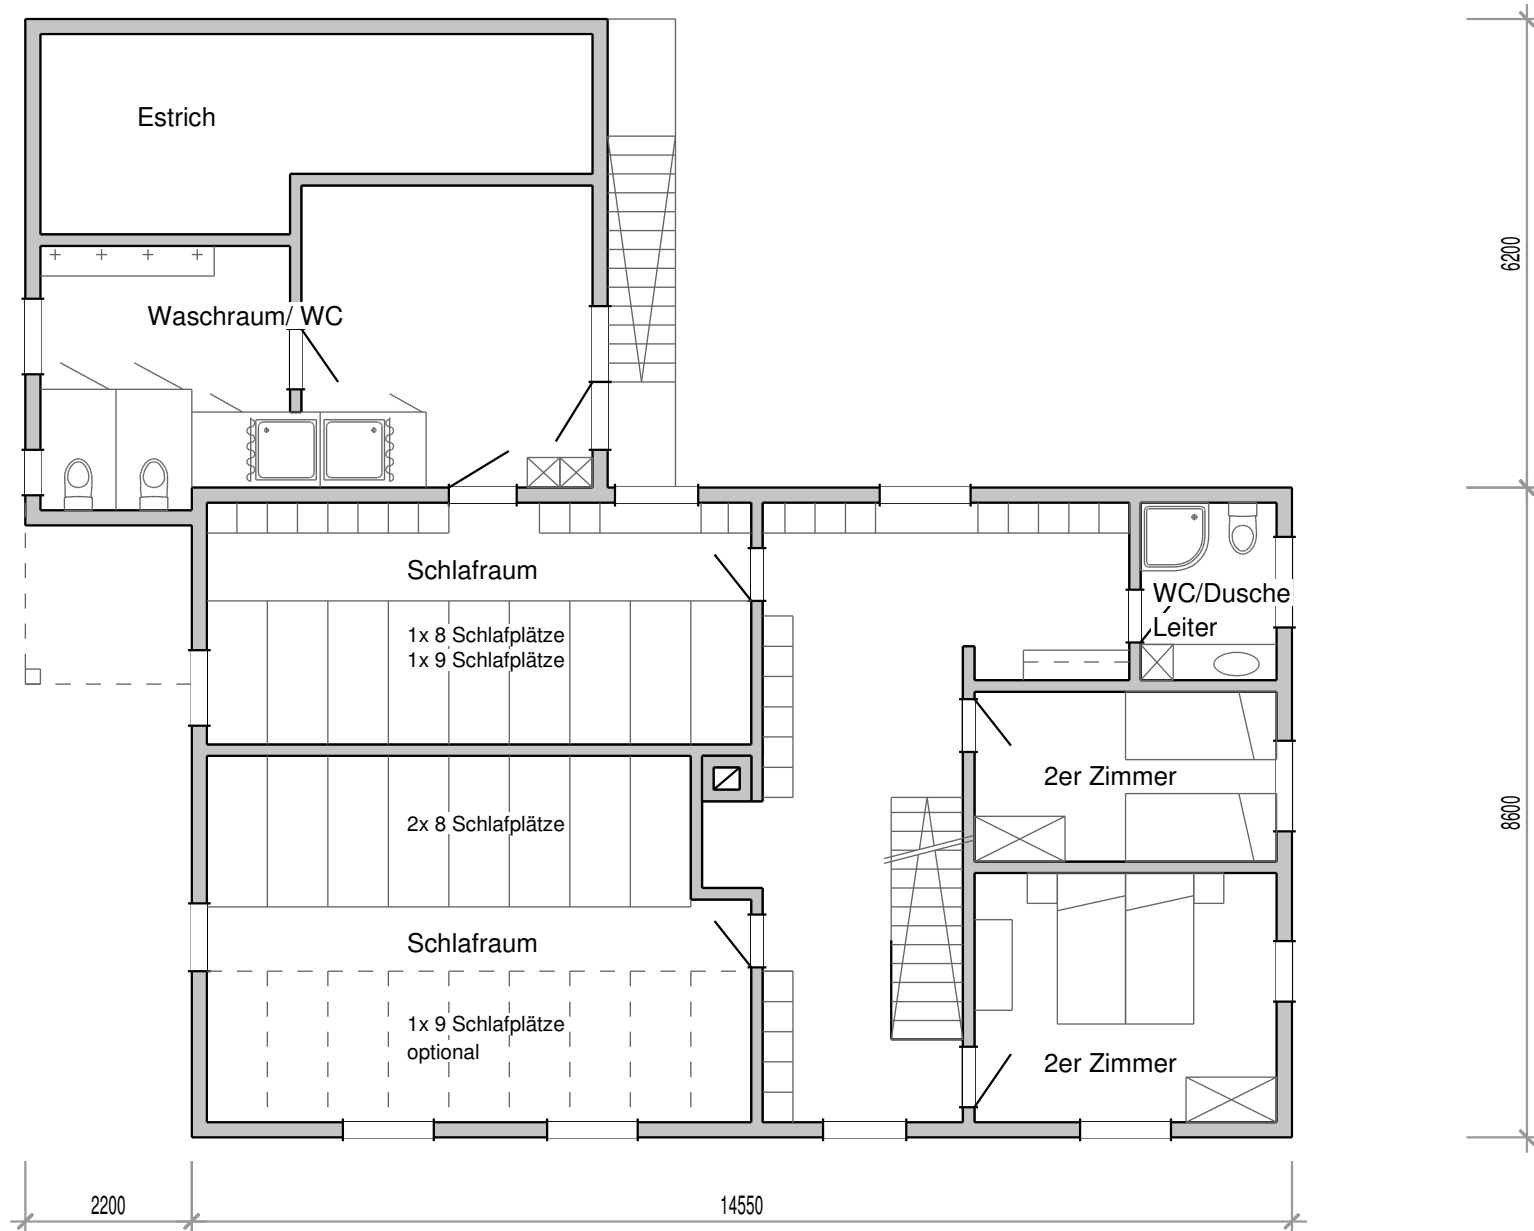 Estrich
6200
Waschraum/ WC
Schlafraum
WC/Dusche
Leiter
1x 8 Schlafplätze
1x 9 Schlafplätze
2er Zimmer
2x 8 Schlafplätze
8600
Schlafraum
1x 9 Schlafplätze
optional
2er Zimmer
2200
14550